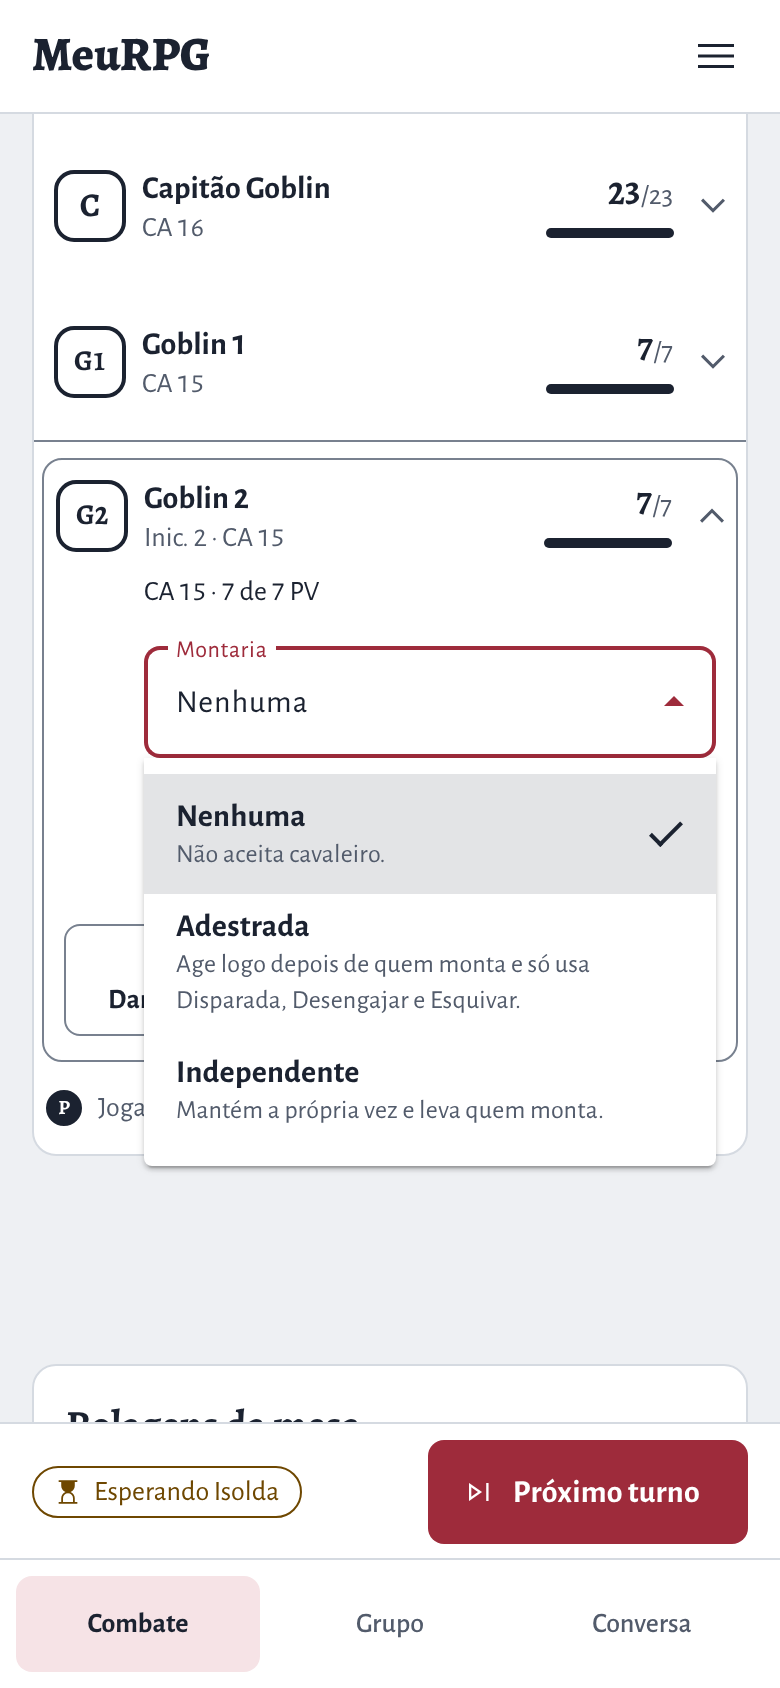 MeuRPG
C
Capitão Goblin
23/23
CA 16
G1
Goblin 1
7/7
CA 15
G2
Goblin 2
7/7
Inic. 2 · CA 15
CA 15 · 7 de 7 PV
Montaria
Nenhuma
Nenhuma
Não aceita cavaleiro.
Adestrada
Age logo depois de quem monta e só usa
Disparada, Desengajar e Esquivar.
Independente
Mantém a própria vez e leva quem monta.
P
Esperando Isolda
Próximo turno
Combate
Grupo
Conversa